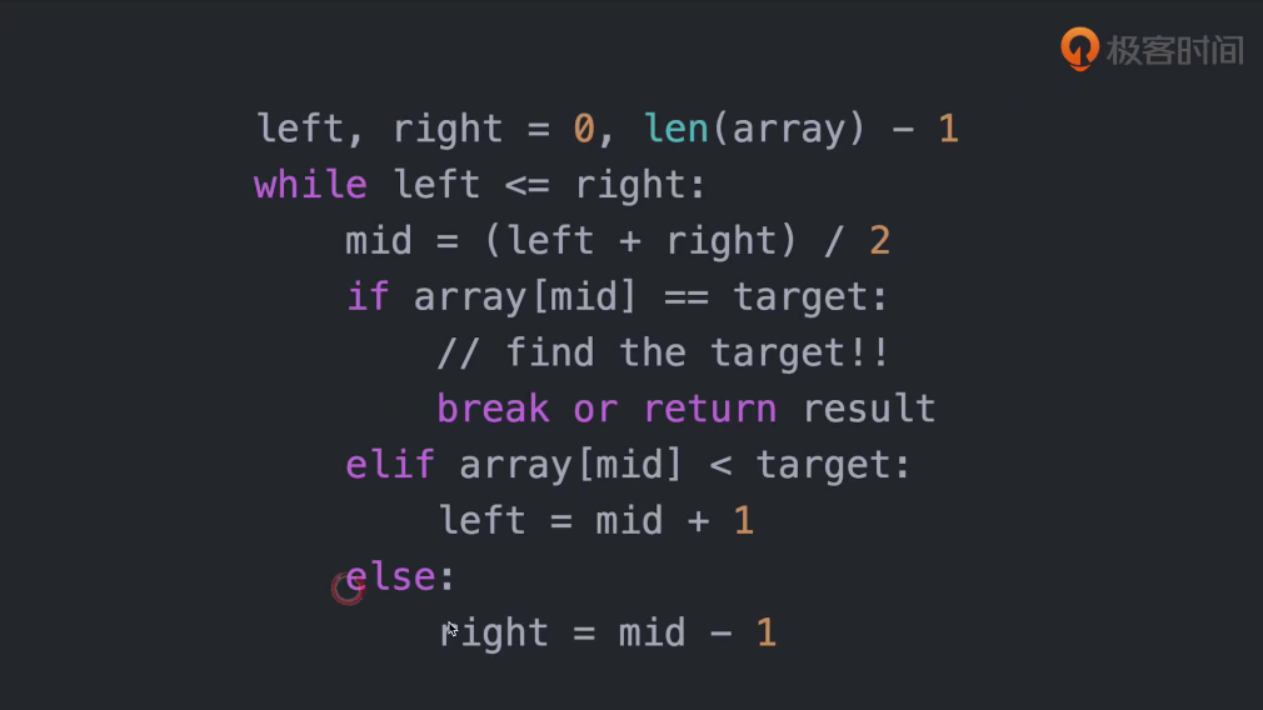 极客时间
left, right = 0, len(array) - 1
while left <= right:
    mid = (left + right) / 2
    if array[mid] == target:
        // find the target!!
        break or return result
    elif array[mid] < target:
        left = mid + 1
    else:
        right = mid - 1